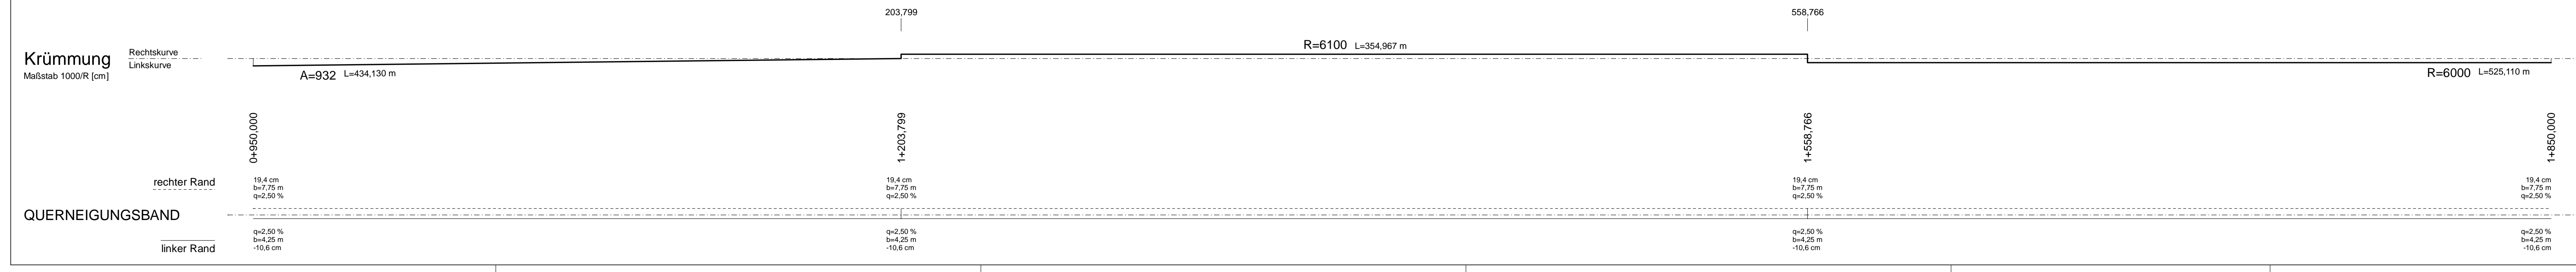 203,799
558,766
Krümmung
Maßstab 1000/R [cm]
Rechtskurve
Linkskurve
A=932 L=434,130 m
R=6100 L=354,967 m
R=6000 L=525,110 m
0+950,000
1+203,799
1+558,766
1+850,000
rechter Rand
19,4 cm
b=7,75 m
q=2,50 %
19,4 cm
b=7,75 m
q=2,50 %
19,4 cm
b=7,75 m
q=2,50 %
19,4 cm
b=7,75 m
q=2,50 %
QUERNEIGUNGSBAND
linker Rand
q=2,50 %
b=4,25 m
-10,6 cm
q=2,50 %
b=4,25 m
-10,6 cm
q=2,50 %
b=4,25 m
-10,6 cm
q=2,50 %
b=4,25 m
-10,6 cm